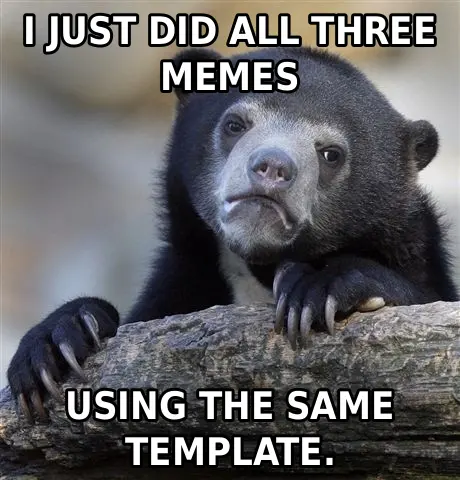 I JUST DID ALL THREE
MEMES
USING THE SAME
TEMPLATE.